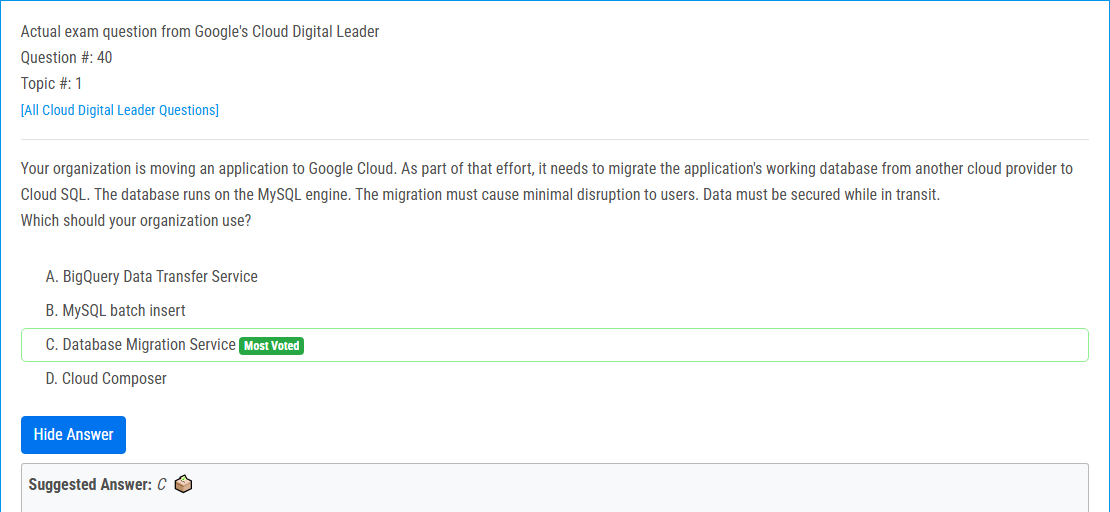 Actual exam question from Google's Cloud Digital Leader
Question #: 40
Topic #: 1
[All Cloud Digital Leader Questions]
Your organization is moving an application to Google Cloud. As part of that effort, it needs to migrate the application's working database from another cloud provider to
Cloud SQL. The database runs on the MySQL engine. The migration must cause minimal disruption to users. Data must be secured while in transit.
Which should your organization use?
A. BigQuery Data Transfer Service
B. MySQL batch insert
C. Database Migration Service Most Voted
D. Cloud Composer
Hide Answer
Suggested Answer: C